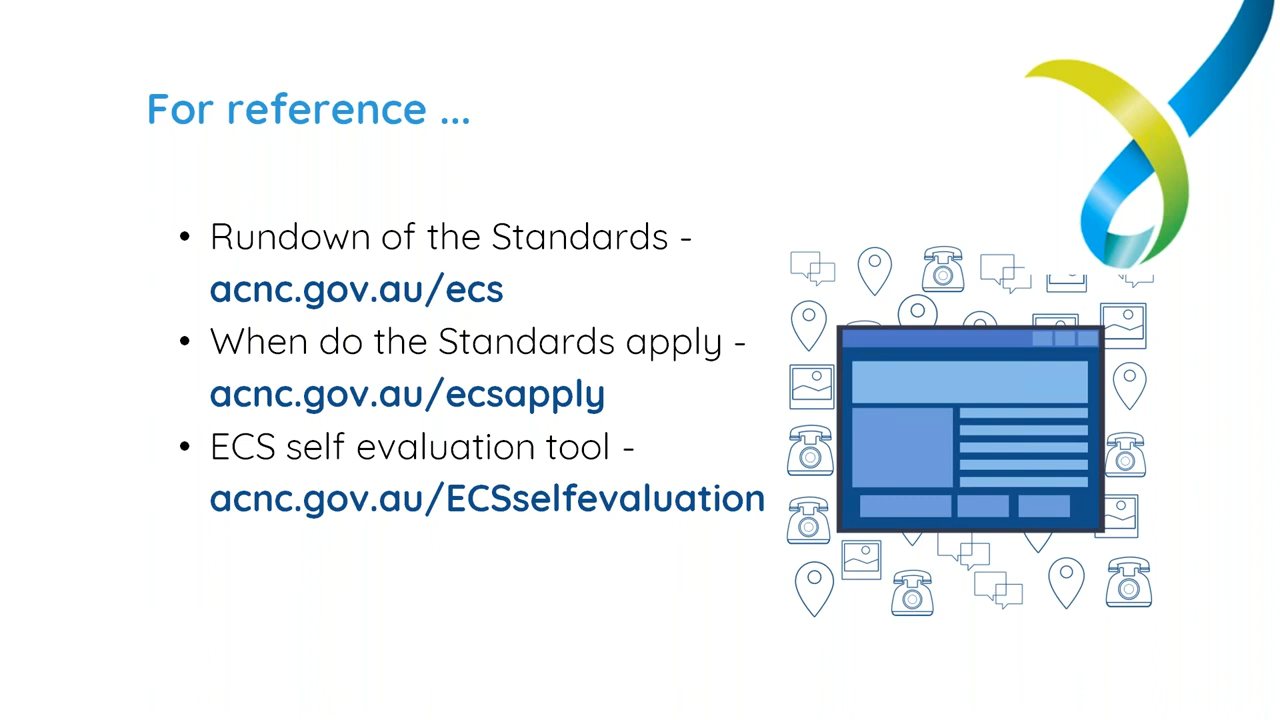 For reference ...
• Rundown of the Standards -
acnc.gov.au/ecs
• When do the Standards apply -
acnc.gov.au/ecsapply
• ECS self evaluation tool -
acnc.gov.au/ECSselfevaluation